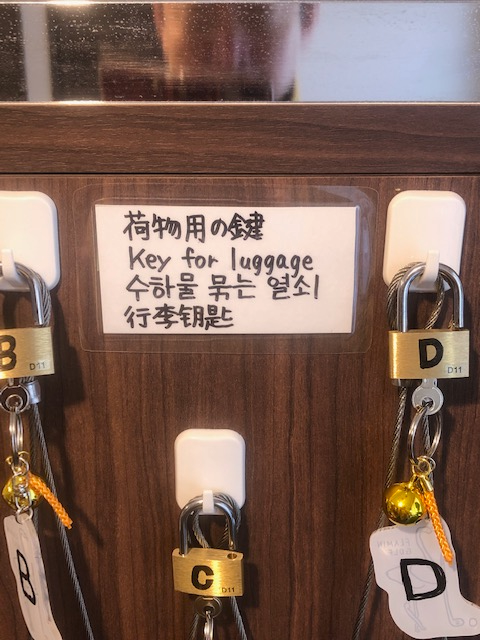 荷物用の鍵
Key for luggage
수하물 묶는 열쇠
行李钥匙
B
D11
D
D11
C
D11
B
D